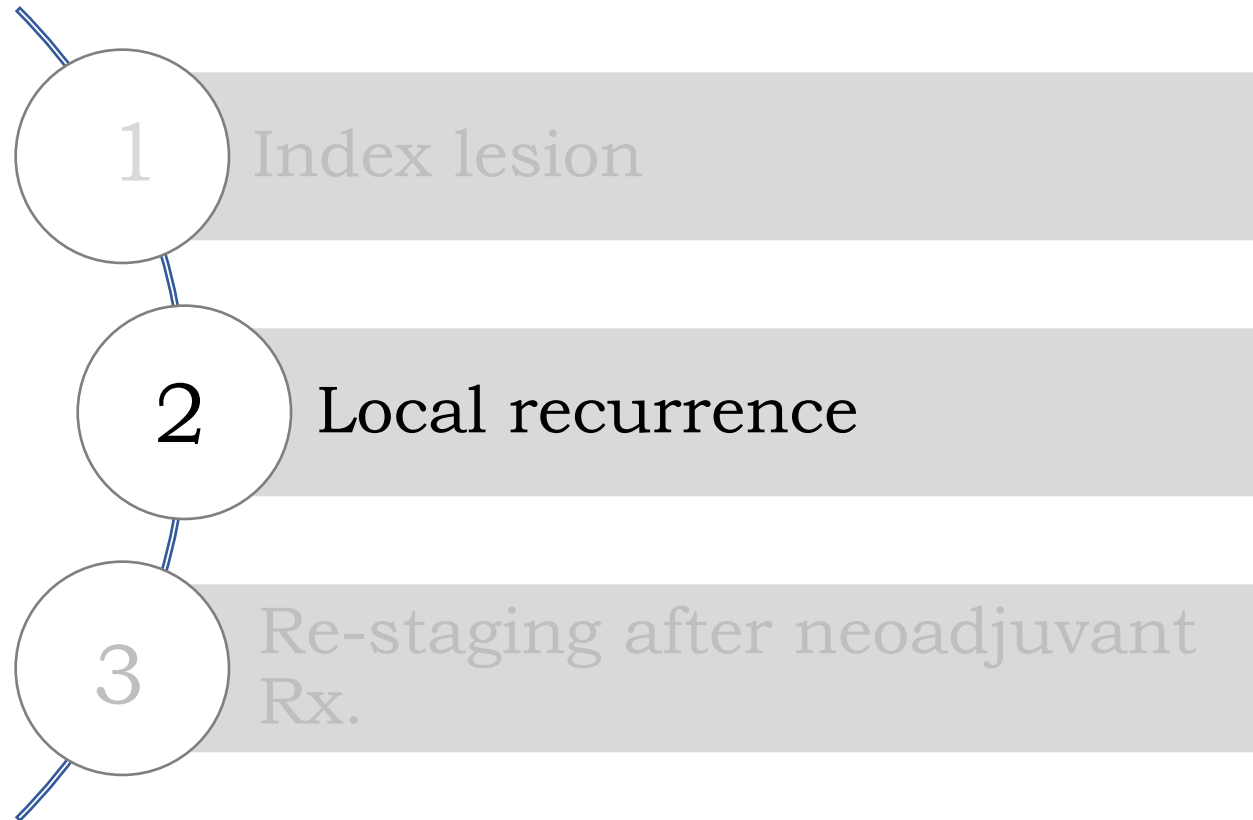 1
Index lesion
2
Local recurrence
3
Re-staging after neoadjuvant
Rx.